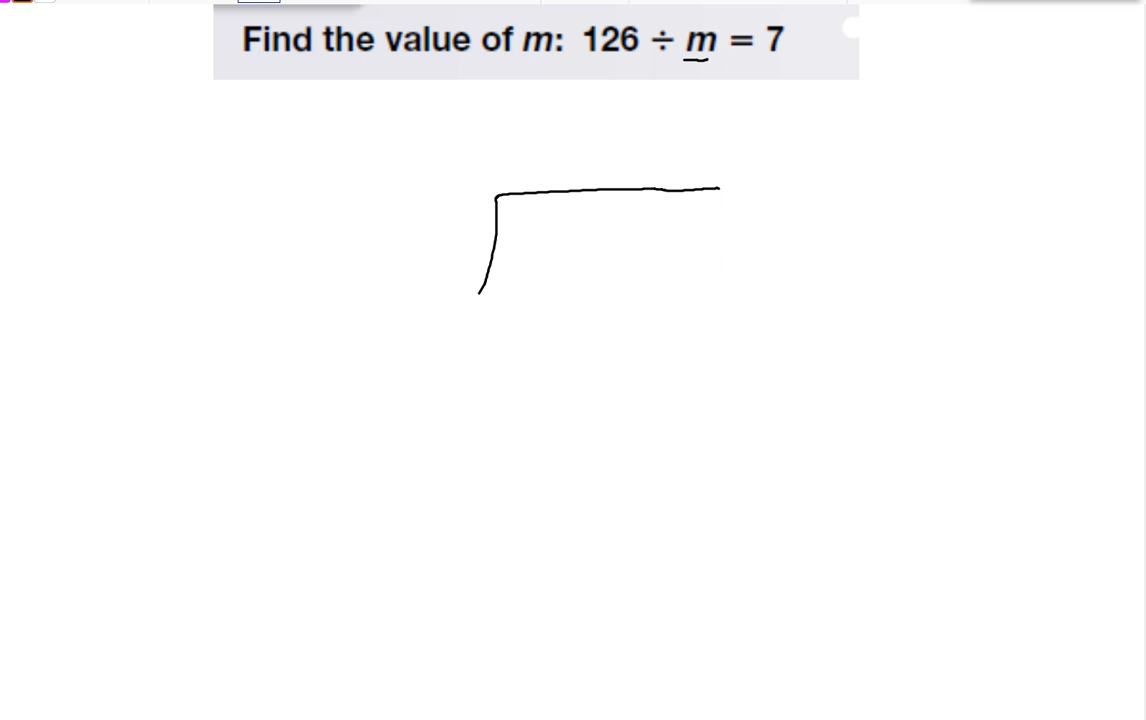 Find the value of m: 126 ÷ m = 7